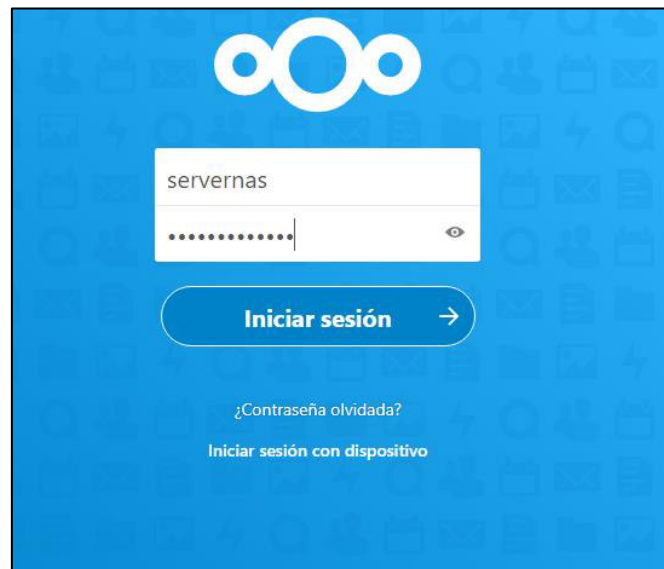 servernas
•••••••••••••
Iniciar sesión
¿Contraseña olvidada?
Iniciar sesión con dispositivo